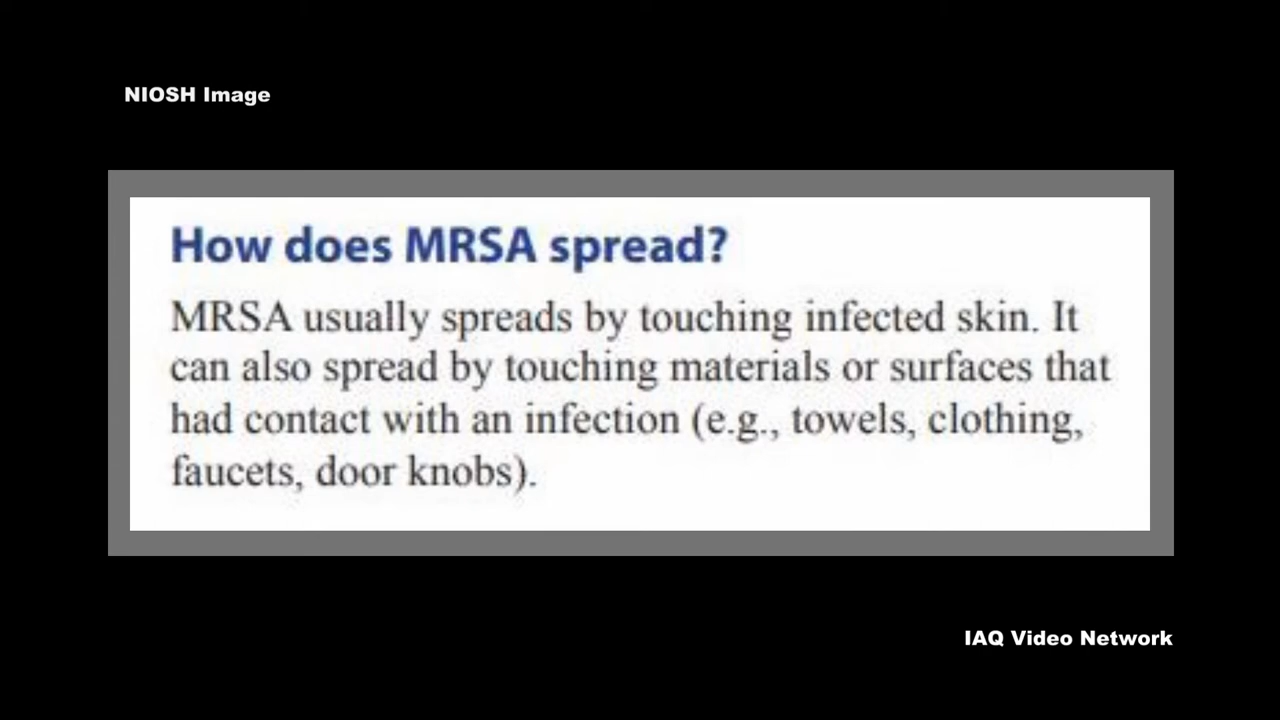 NIOSH Image
How does MRSA spread?
MRSA usually spreads by touching infected skin. It
can also spread by touching materials or surfaces that
had contact with an infection (e.g., towels, clothing,
faucets, door knobs).
IAQ Video Network